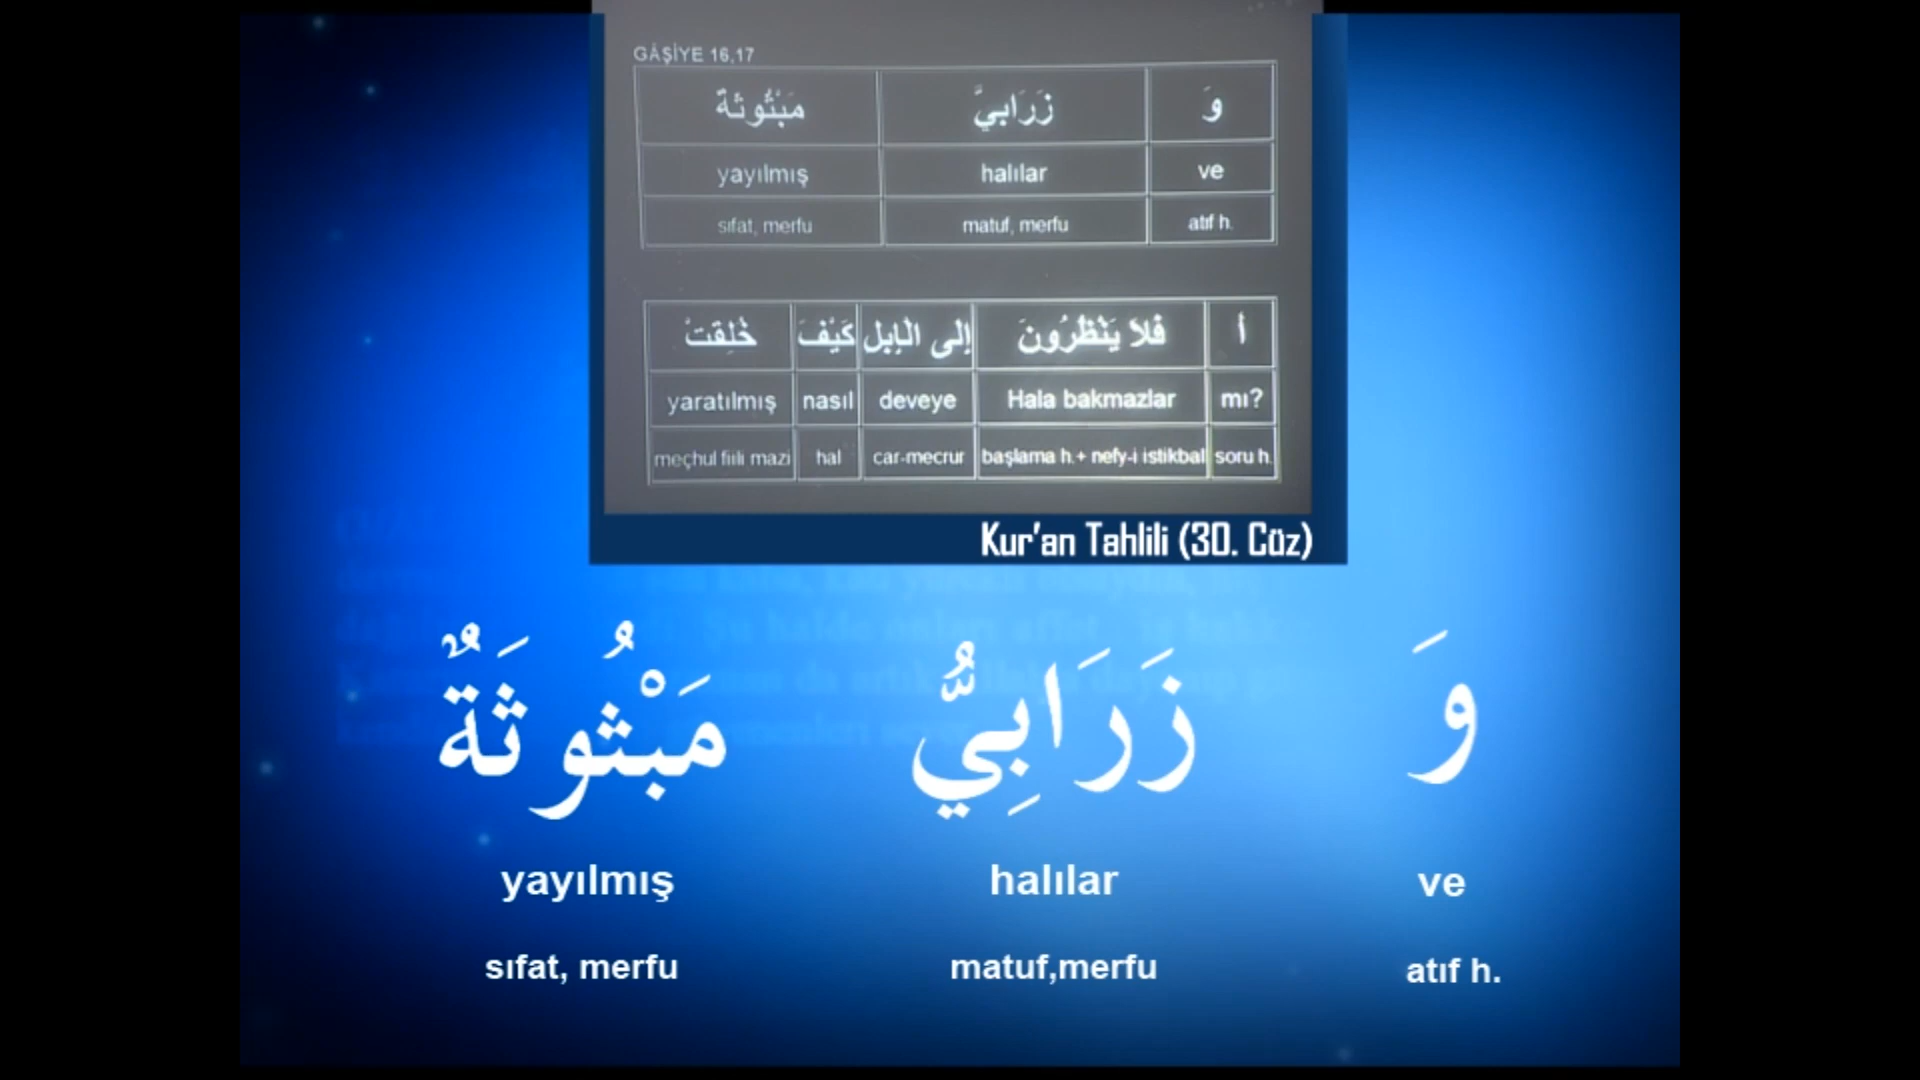 GÂŞİYE 16,17
وَ زَرَابيَّ مَبْثُوثَةٌ
ve halılar yayılmış
atıf h. matuf, merfu sıfat, merfu
أ فَلاَ يَنْظُرُونَ إِلَى الْإِبِلِ كَيْفَ خُلِقَتْ
mı? Hala bakmazlar deveye nasıl yaratılmış
soru h. başlama h.+ nefy-i istikbal car-mecrur hal meçhul fiili mazi
Kur'an Tahlili (30. Cüz)
وَ زَرَابِيُّ مَبْثُوثَةٌ
ve halılar yayılmış
atıf h. matuf,merfu sıfat, merfu